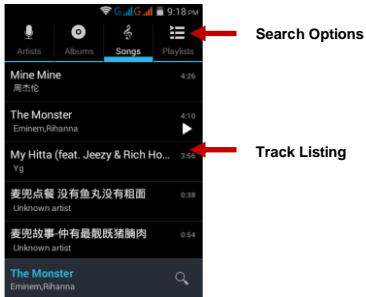 G G 9:18 PM
Artists Albums Songs Playlists
Search Options
Mine Mine 4:26
周杰伦
The Monster 4:10
Eminem,Rihanna
My Hitta (feat. Jeezy & Rich Ho... 3:56
Track Listing
Yg
麦兜点餐 没有鱼丸没有粗面 0:38
Unknown artist
麦兜故事-仲有最靓既猪腩肉 0:54
Unknown artist
The Monster
Eminem,Rihanna